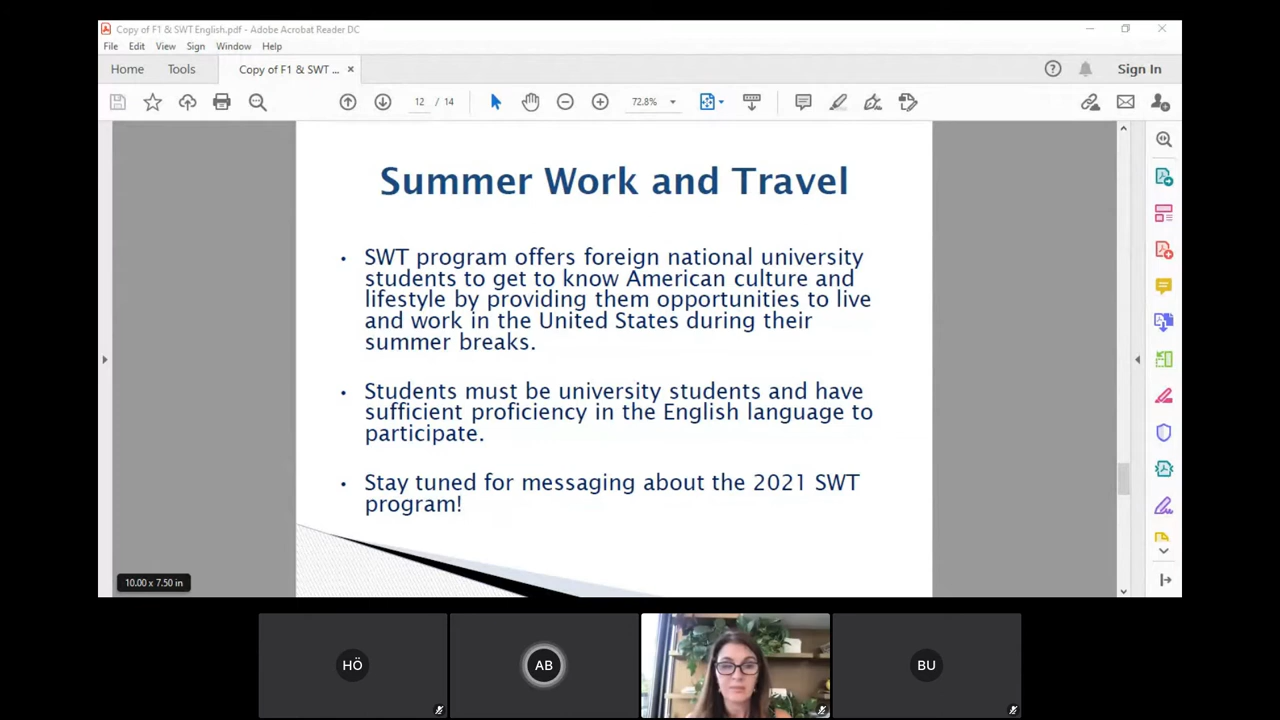 Copy of F1 & SWT English.pdf - Adobe Acrobat Reader DC
File Edit View Sign Window Help
Home Tools Copy of F1 & SWT ... × Sign In
12 / 14 72.8%
Summer Work and Travel
• SWT program offers foreign national university
students to get to know American culture and
lifestyle by providing them opportunities to live
and work in the United States during their
summer breaks.
• Students must be university students and have
sufficient proficiency in the English language to
participate.
• Stay tuned for messaging about the 2021 SWT
program!
10.00 x 7.50 in
HÖ AB BU